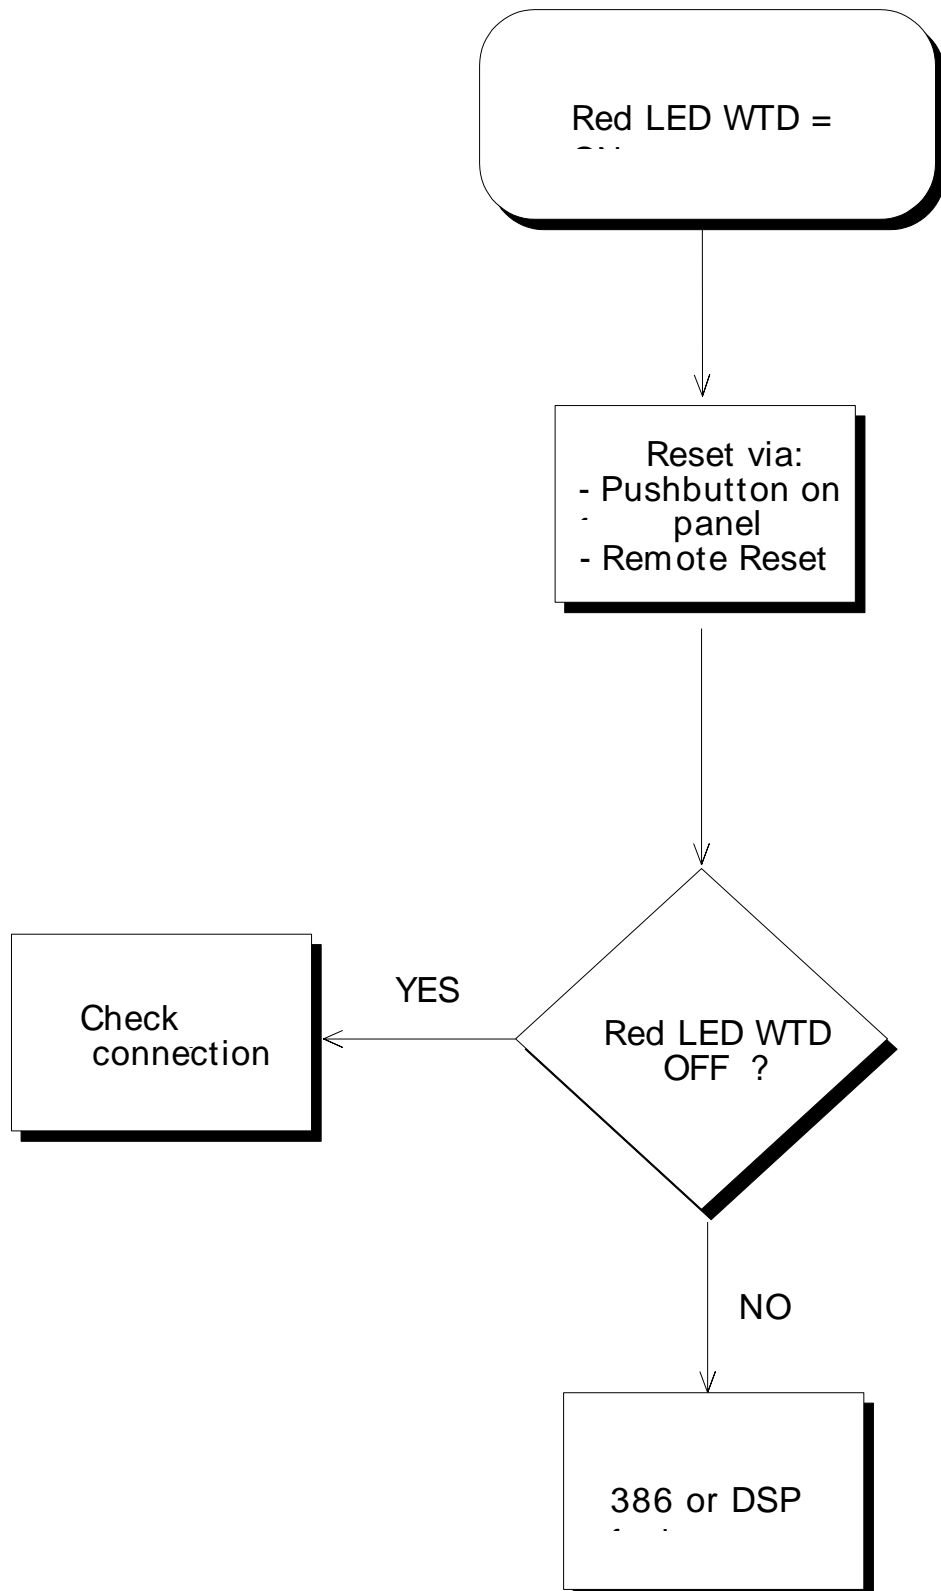 Red LED WTD =
Reset via:
- Pushbutton on
panel
- Remote Reset
YES
Check
connection
Red LED WTD
OFF ?
NO
386 or DSP